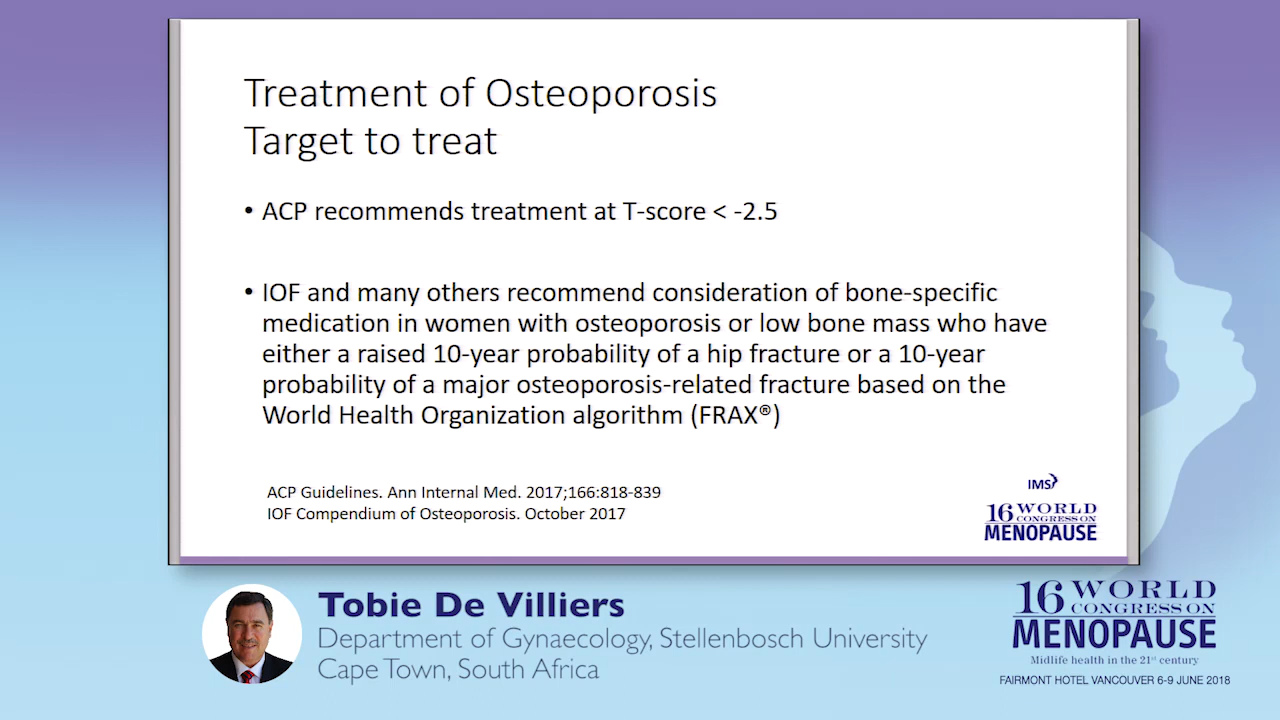 Treatment of Osteoporosis
Target to treat
• ACP recommends treatment at T-score < -2.5
• IOF and many others recommend consideration of bone-specific
medication in women with osteoporosis or low bone mass who have
either a raised 10-year probability of a hip fracture or a 10-year
probability of a major osteoporosis-related fracture based on the
World Health Organization algorithm (FRAX®)
ACP Guidelines. Ann Internal Med. 2017;166:818-839
IOF Compendium of Osteoporosis. October 2017
IMS
16 WORLD
CONGRESS ON
MENOPAUSE
Tobie De Villiers
Department of Gynaecology, Stellenbosch University
Cape Town, South Africa
16 WORLD
CONGRESS ON
MENOPAUSE
Midlife health in the 21st century
FAIRMONT HOTEL VANCOUVER 6-9 JUNE 2018